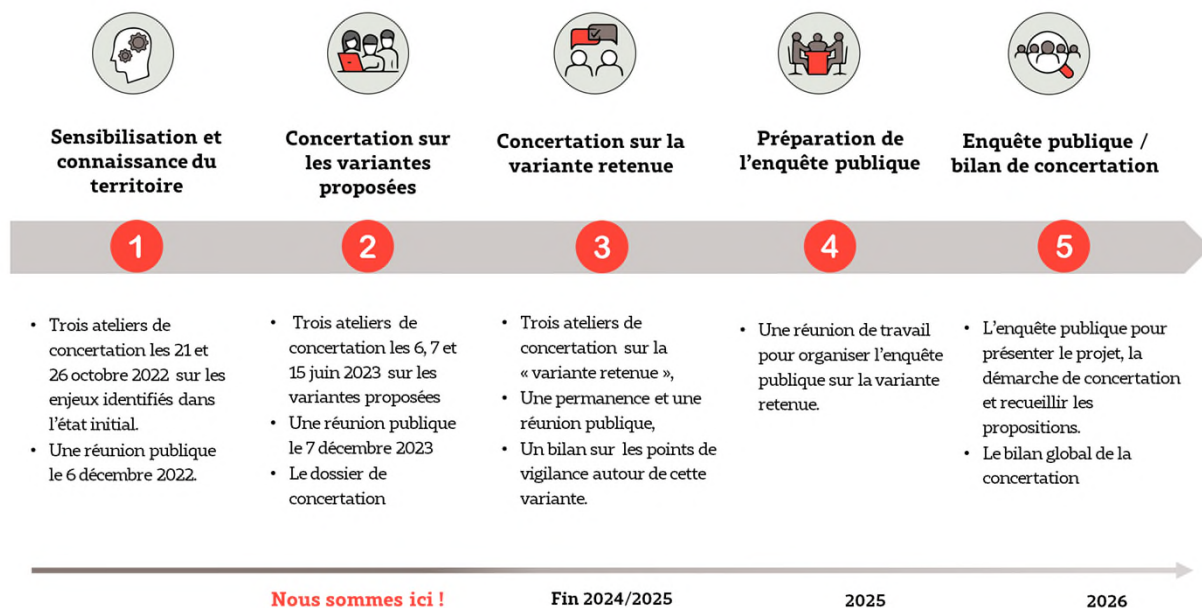 Sensibilisation et
connaissance du
territoire
Concertation sur
les variantes
proposées
Concertation sur la
variante retenue
Préparation de
l'enquête publique
Enquête publique /
bilan de concertation
1
2
3
4
5
• Trois ateliers de
concertation les 21 et
26 octobre 2022 sur les
enjeux identifiés dans
l'état initial.
• Une réunion publique
le 6 décembre 2022.
• Trois ateliers de
concertation les 6, 7 et
15 juin 2023 sur les
variantes proposées
• Une réunion publique
le 7 décembre 2023
• Le dossier de
concertation
• Trois ateliers de
concertation sur la
« variante retenue »,
• Une permanence et une
réunion publique,
• Un bilan sur les points de
vigilance autour de cette
variante.
• Une réunion de travail
pour organiser l'enquête
publique sur la variante
retenue.
• L'enquête publique pour
présenter le projet, la
démarche de concertation
et recueillir les
propositions.
• Le bilan global de la
concertation
Nous sommes ici !
Fin 2024/2025
2025
2026